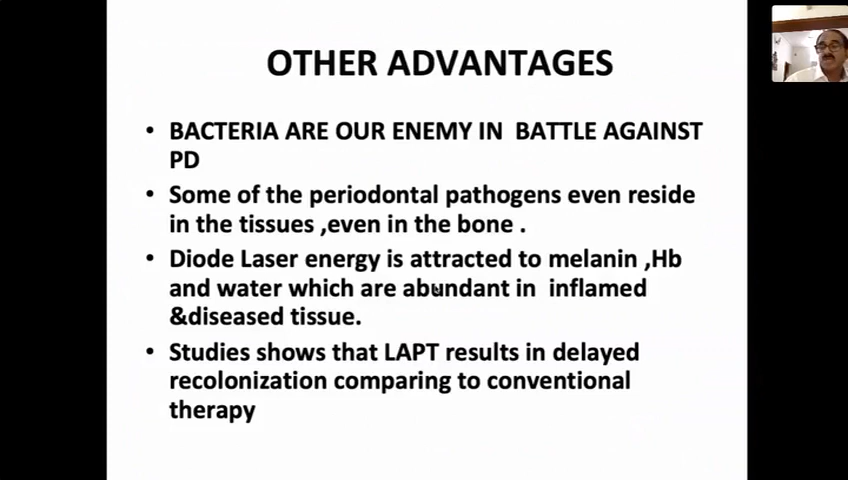 OTHER ADVANTAGES
• BACTERIA ARE OUR ENEMY IN BATTLE AGAINST
PD
• Some of the periodontal pathogens even reside
in the tissues ,even in the bone .
• Diode Laser energy is attracted to melanin ,Hb
and water which are abundant in inflamed
&diseased tissue.
• Studies shows that LAPT results in delayed
recolonization comparing to conventional
therapy